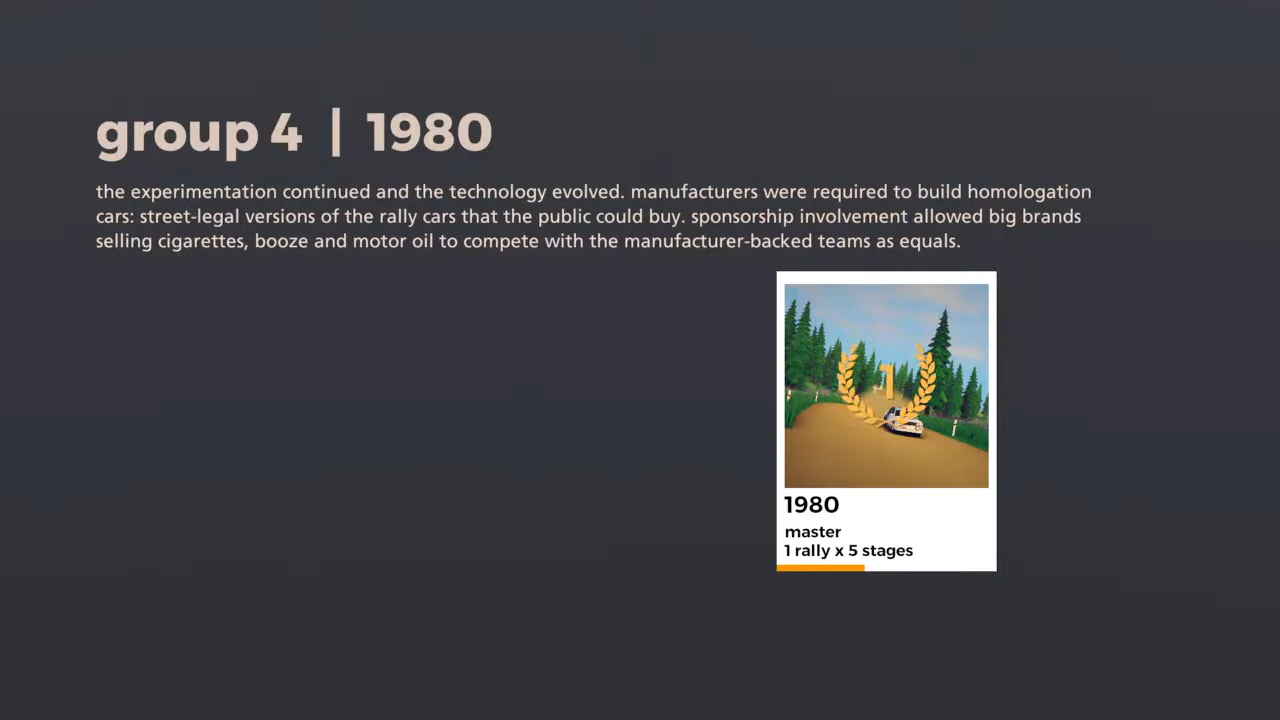 group 4 | 1980
the experimentation continued and the technology evolved. manufacturers were required to build homologation
cars: street-legal versions of the rally cars that the public could buy. sponsorship involvement allowed big brands
selling cigarettes, booze and motor oil to compete with the manufacturer-backed teams as equals.
1
1980
master
1 rally x 5 stages